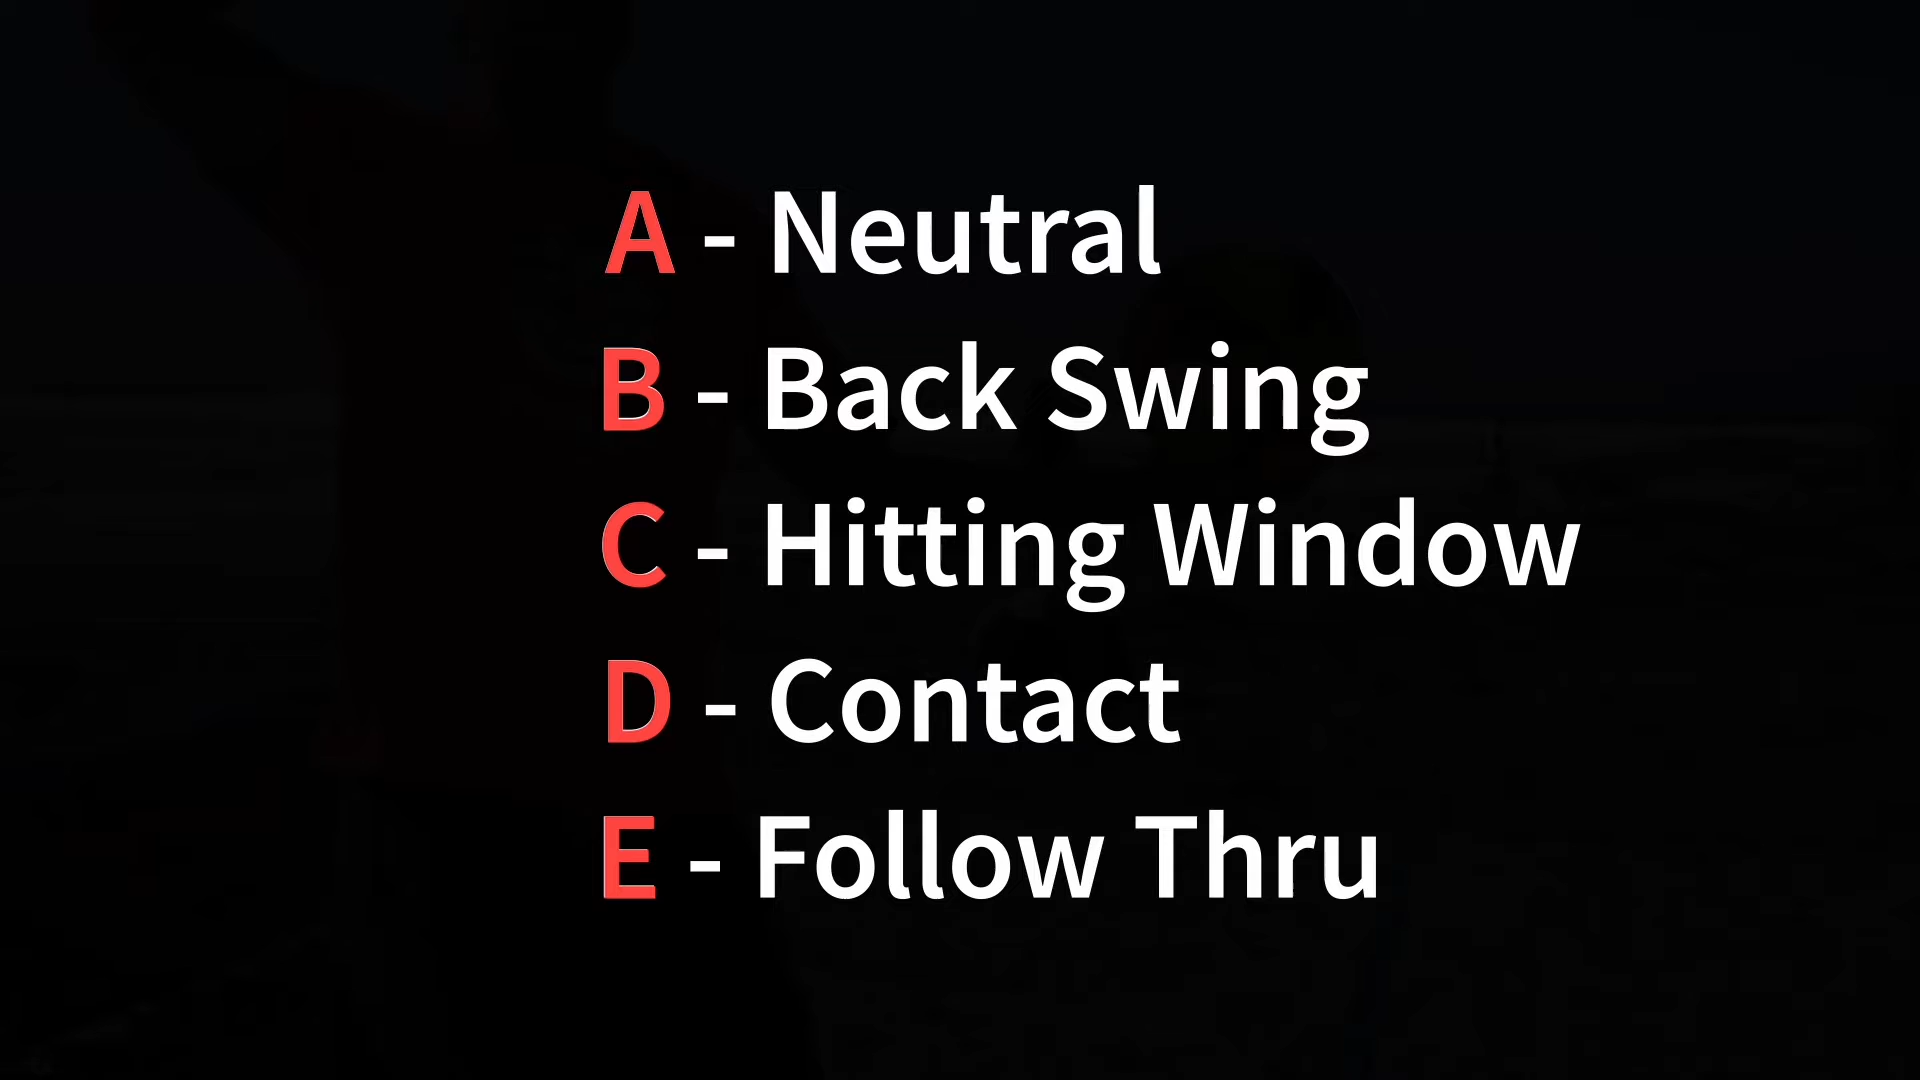 A - Neutral
B - Back Swing
C - Hitting Window
D - Contact
E - Follow Thru